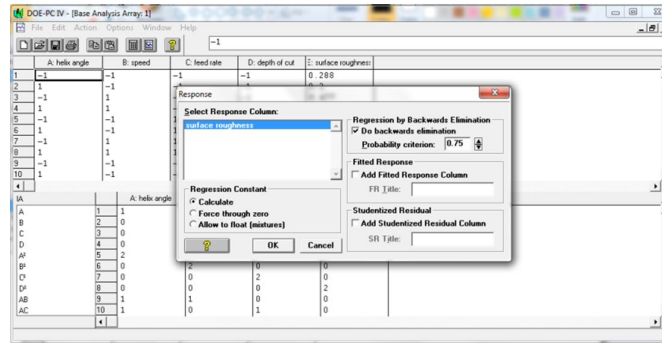 DOE-PC IV - [Base Analysis Array: 1]
File Edit Action Options Window Help
-1
A: helix angle B: speed C: feed rate D: depth of cut E: surface roughness
1 -1 -1 -1 -1 0.288
2 1 -1
3 -1 1
4 1 1
5 -1 -1
6 1 -1
7 -1 1
8 1 1
9 -1 -1
10 1 -1
Response
Select Response Column:
surface roughness
Regression by Backwards Elimination
Do backwards elimination
Probability criterion: 0.75
Fitted Response
Add Fitted Response Column
FR Title:
Regression Constant
Calculate
Force through zero
Allow to float (mixtures)
Studentized Residual
Add Studentized Residual Column
SR Title:
? OK Cancel
IA A: helix angle
A 1 1
B 2 0
C 3 0
D 4 0
A² 5 2
B² 6 0 2 0 0
C² 7 0 0 2 0
D² 8 0 0 0 2
AB 9 1 1 0 0
AC 10 1 0 1 0